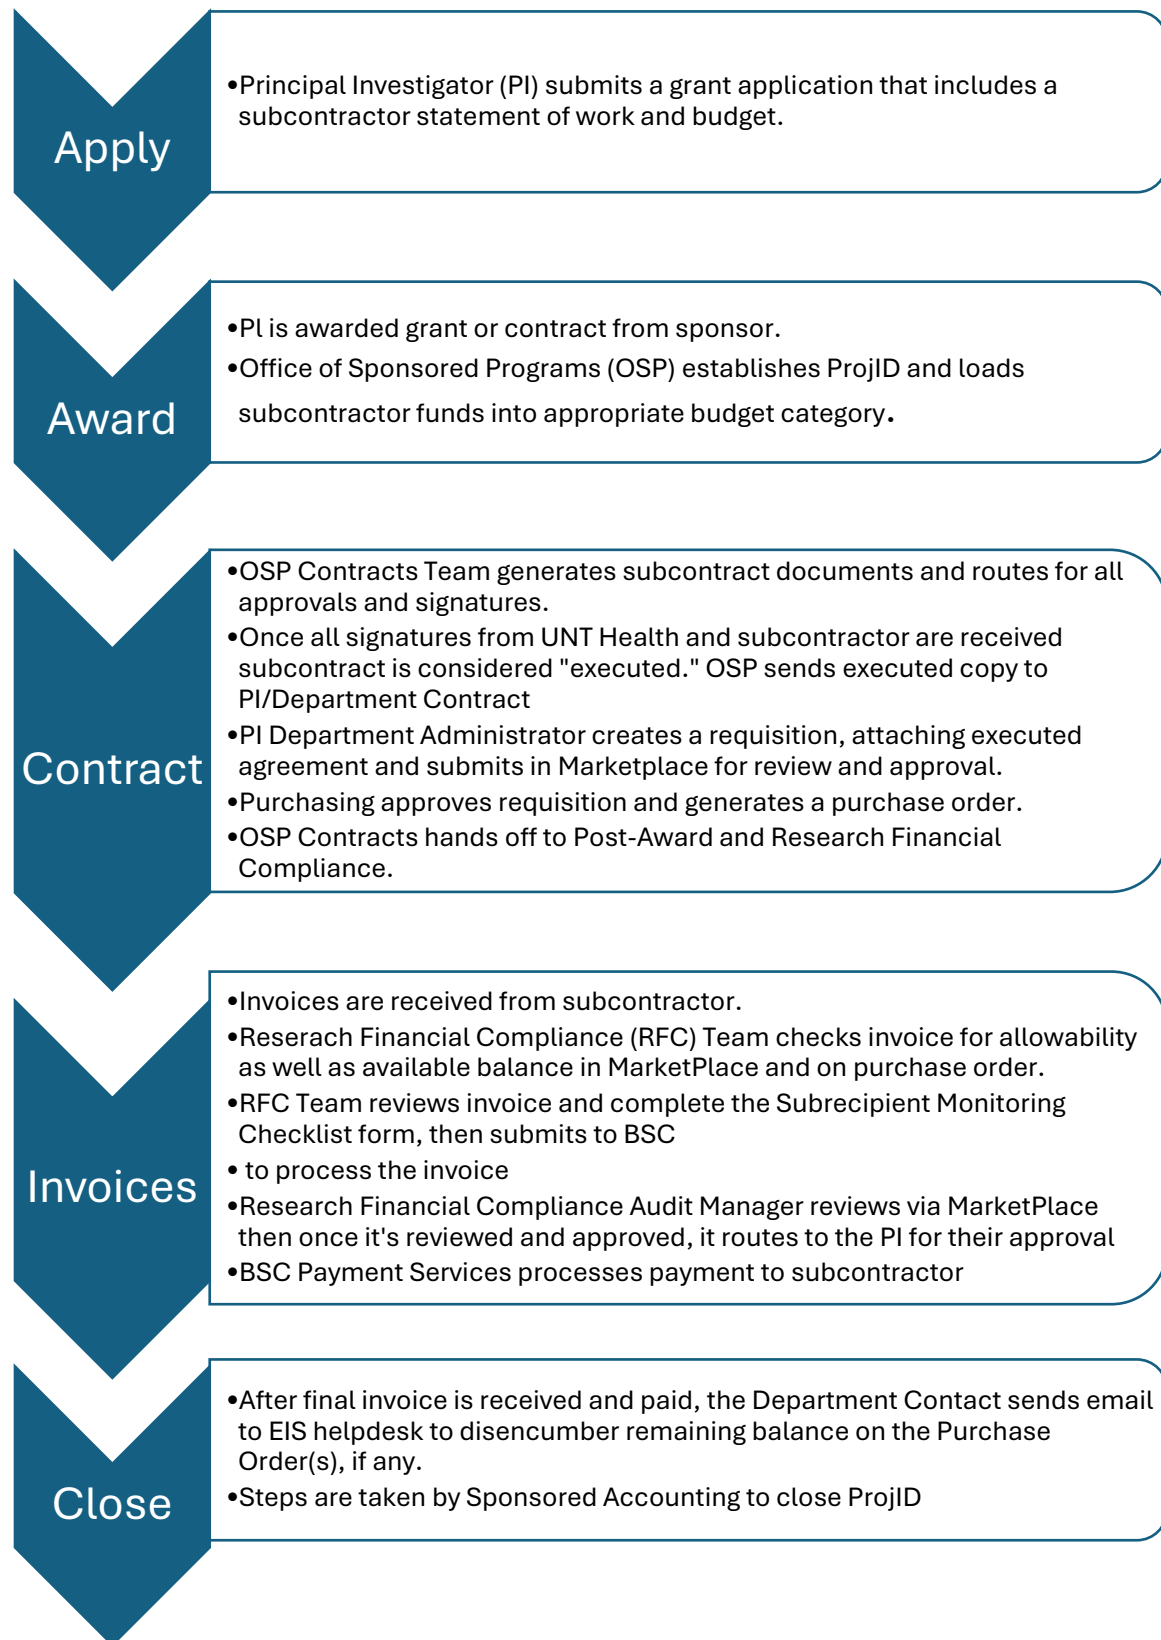 Apply
•Principal Investigator (PI) submits a grant application that includes a
subcontractor statement of work and budget.
Award
•Pl is awarded grant or contract from sponsor.
•Office of Sponsored Programs (OSP) establishes ProjID and loads
subcontractor funds into appropriate budget category.
Contract
•OSP Contracts Team generates subcontract documents and routes for all
approvals and signatures.
•Once all signatures from UNT Health and subcontractor are received
subcontract is considered "executed." OSP sends executed copy to
PI/Department Contract
•PI Department Administrator creates a requisition, attaching executed
agreement and submits in Marketplace for review and approval.
•Purchasing approves requisition and generates a purchase order.
•OSP Contracts hands off to Post-Award and Research Financial
Compliance.
Invoices
•Invoices are received from subcontractor.
•Reserach Financial Compliance (RFC) Team checks invoice for allowability
as well as available balance in MarketPlace and on purchase order.
•RFC Team reviews invoice and complete the Subrecipient Monitoring
Checklist form, then submits to BSC
• to process the invoice
•Research Financial Compliance Audit Manager reviews via MarketPlace
then once it's reviewed and approved, it routes to the PI for their approval
•BSC Payment Services processes payment to subcontractor
Close
•After final invoice is received and paid, the Department Contact sends email
to EIS helpdesk to disencumber remaining balance on the Purchase
Order(s), if any.
•Steps are taken by Sponsored Accounting to close ProjID